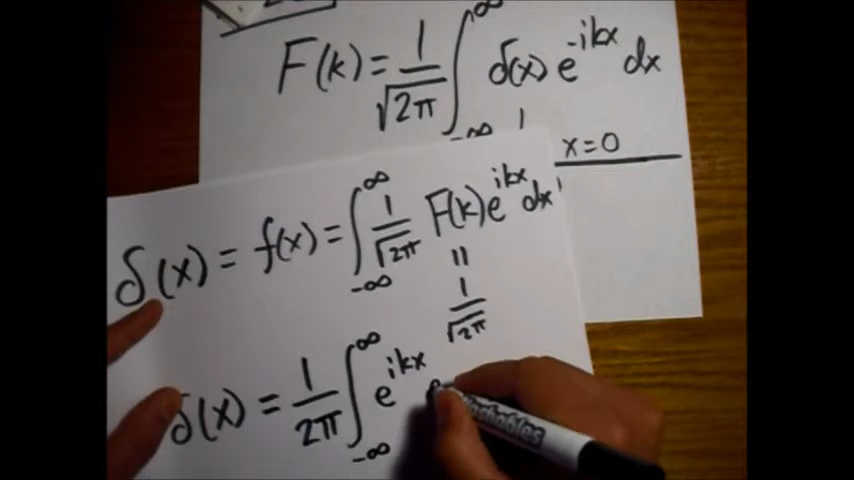 F(k) = 1/√2π ∫_{-∞}^{∞} δ(x) e^{-ikx} dx
x=0
δ(x) = f(x) = ∫_{-∞}^{∞} 1/√2π F(k) e^{ikx} dx
||
1/√2π
δ(x) = 1/2π ∫_{-∞}^{∞} e^{ikx}